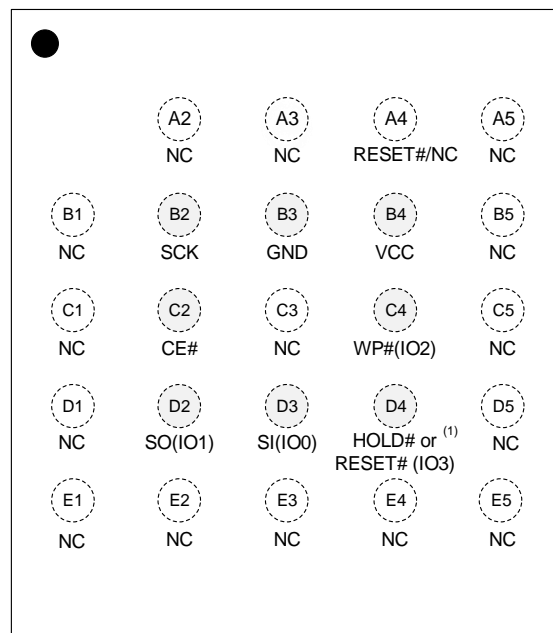 A2 A3 A4 A5
NC NC RESET#/NC NC
B1 B2 B3 B4 B5
NC SCK GND VCC NC
C1 C2 C3 C4 C5
NC CE# NC WP#(IO2) NC
D1 D2 D3 D4 D5
NC SO(IO1) SI(IO0) HOLD# or (1) NC
RESET# (IO3)
E1 E2 E3 E4 E5
NC NC NC NC NC